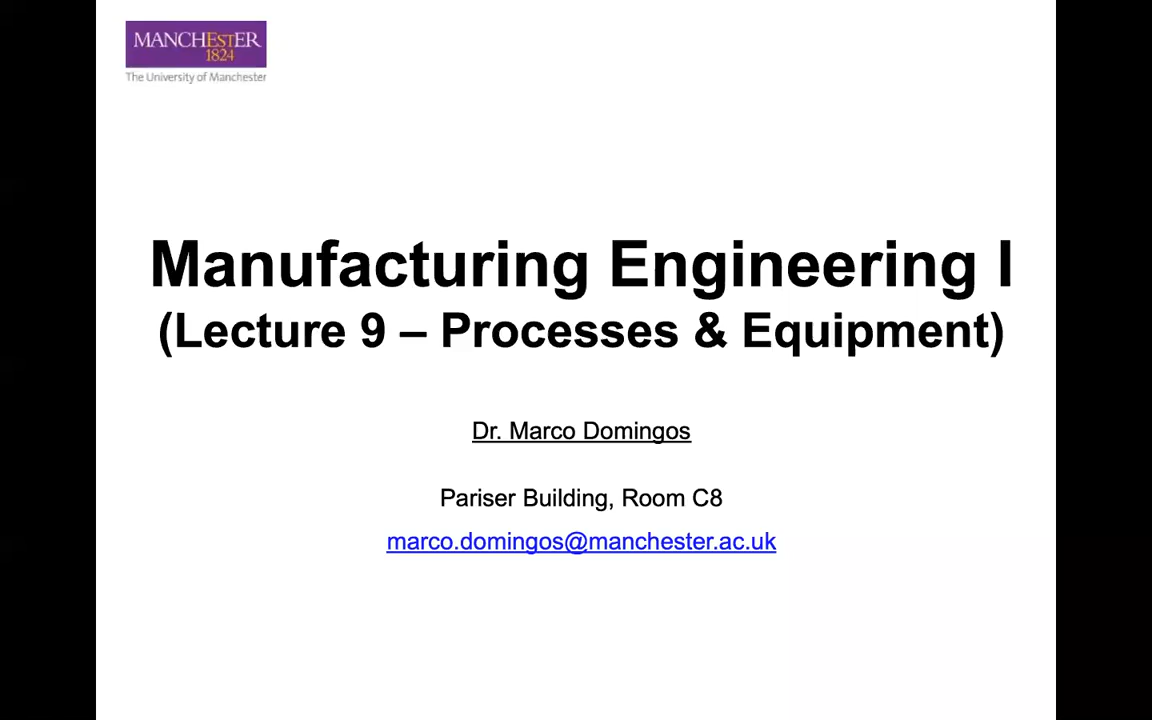 MANCHESTER
1824
The University of Manchester
Manufacturing Engineering I
(Lecture 9 – Processes & Equipment)
Dr. Marco Domingos
Pariser Building, Room C8
marco.domingos@manchester.ac.uk